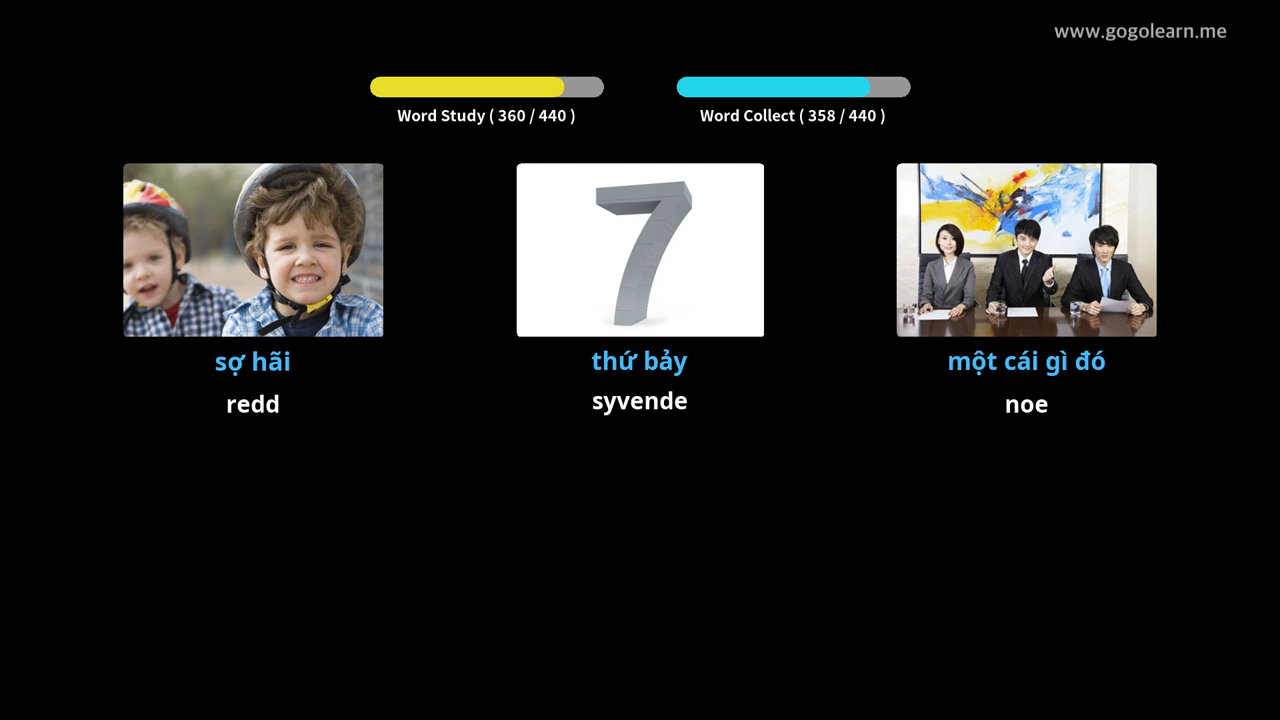 www.gogolearn.me
Word Study ( 360 / 440 )
Word Collect ( 358 / 440 )
7
sợ hãi
thứ bảy
một cái gì đó
redd
syvende
noe